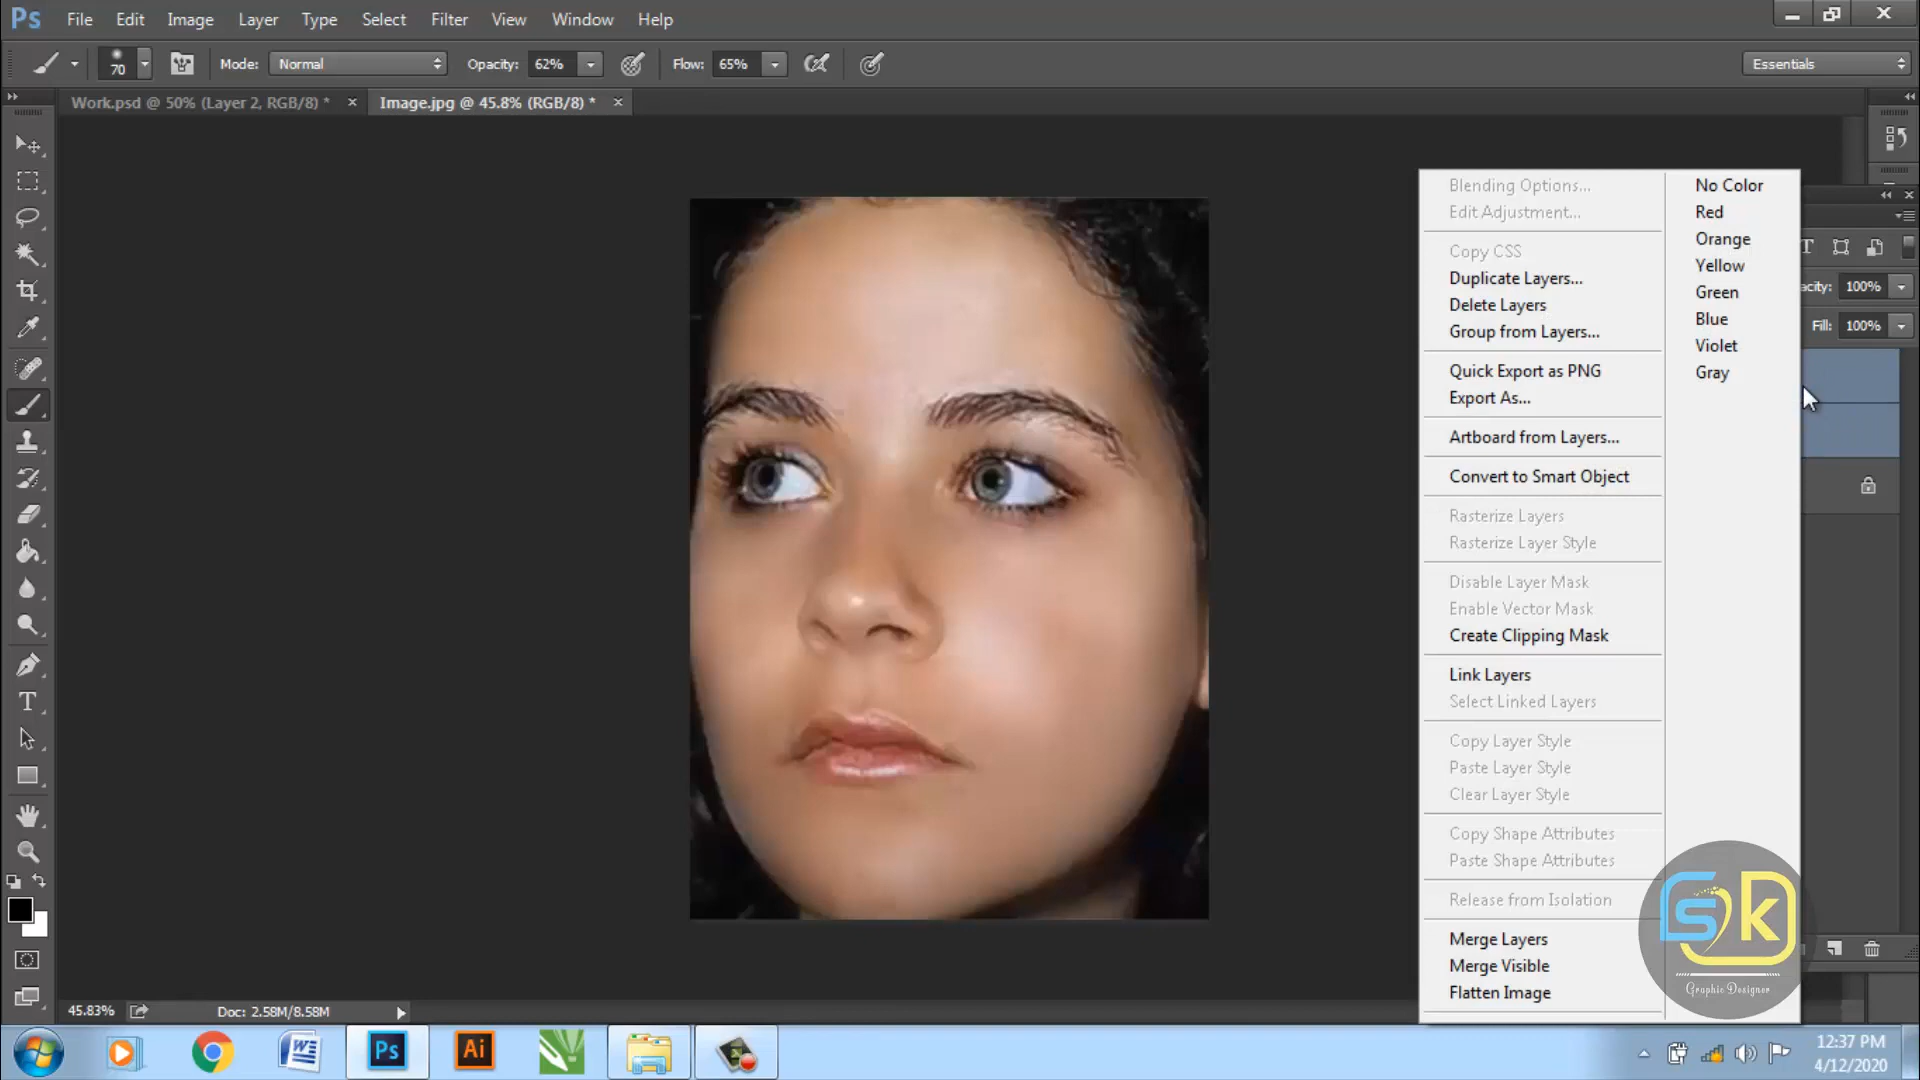 Ps File Edit Image Layer Type Select Filter View Window Help
70 Mode: Normal Opacity: 62% Flow: 65% Essentials
Work.psd @ 50% (Layer 2, RGB/8) * Image.jpg @ 45.8% (RGB/8) *
Blending Options...
Edit Adjustment...
Copy CSS
Duplicate Layers...
Delete Layers
Group from Layers...
Quick Export as PNG
Export As...
Artboard from Layers...
Convert to Smart Object
Rasterize Layers
Rasterize Layer Style
Disable Layer Mask
Enable Vector Mask
Create Clipping Mask
Link Layers
Select Linked Layers
Copy Layer Style
Paste Layer Style
Clear Layer Style
Copy Shape Attributes
Paste Shape Attributes
Release from Isolation
Merge Layers
Merge Visible
Flatten Image
No Color
Red
Orange
Yellow
Green
Blue
Violet
Gray
acity: 100%
Fill: 100%
SK
Graphic Designer
45.83% Doc: 2.58M/8.58M
Ps Ai
12:37 PM
4/12/2020